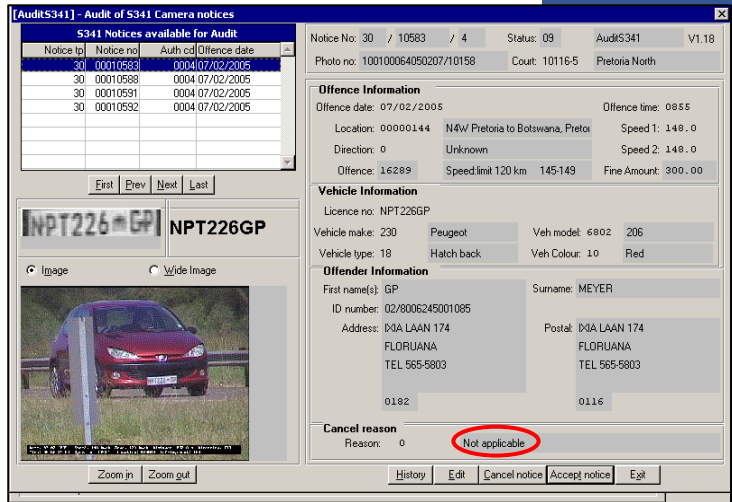 [AuditS341] - Audit of S341 Camera notices
S341 Notices available for Audit
Notice tp Notice no Auth cd Offence date
30 00010583 0004 07/02/2005
30 00010588 0004 07/02/2005
30 00010591 0004 07/02/2005
30 00010592 0004 07/02/2005
First Prev Next Last
NPT226GP NPT226GP
Image Wide Image
NPT226-GP
Zoom in Zoom out
Notice No: 30 / 10583 / 4 Status: 09 AuditS341 V1.18
Photo no: 100100064050207/10158 Court: 10116-5 Pretoria North
Offence Information
Offence date: 07/02/2005 Offence time: 0855
Location: 00000144 N4W Pretoria to Botswana, Pretor Speed 1: 148.0
Direction: 0 Unknown Speed 2: 148.0
Offence: 16289 Speed:limit 120 km 145-149 Fine Amount: 300.00
Vehicle Information
Licence no: NPT226GP
Vehicle make: 230 Peugeot Veh model: 6802 206
Vehicle type: 18 Hatch back Veh Colour: 10 Red
Offender Information
First name(s): GP Surname: MEYER
ID number: 02/8006245001085
Address: IXIA LAAN 174 Postal: IXIA LAAN 174
FLORUANA FLORUANA
TEL 565-5803 TEL 565-5803
0182 0116
Cancel reason
Reason: 0 Not applicable
History Edit Cancel notice Accept notice Exit